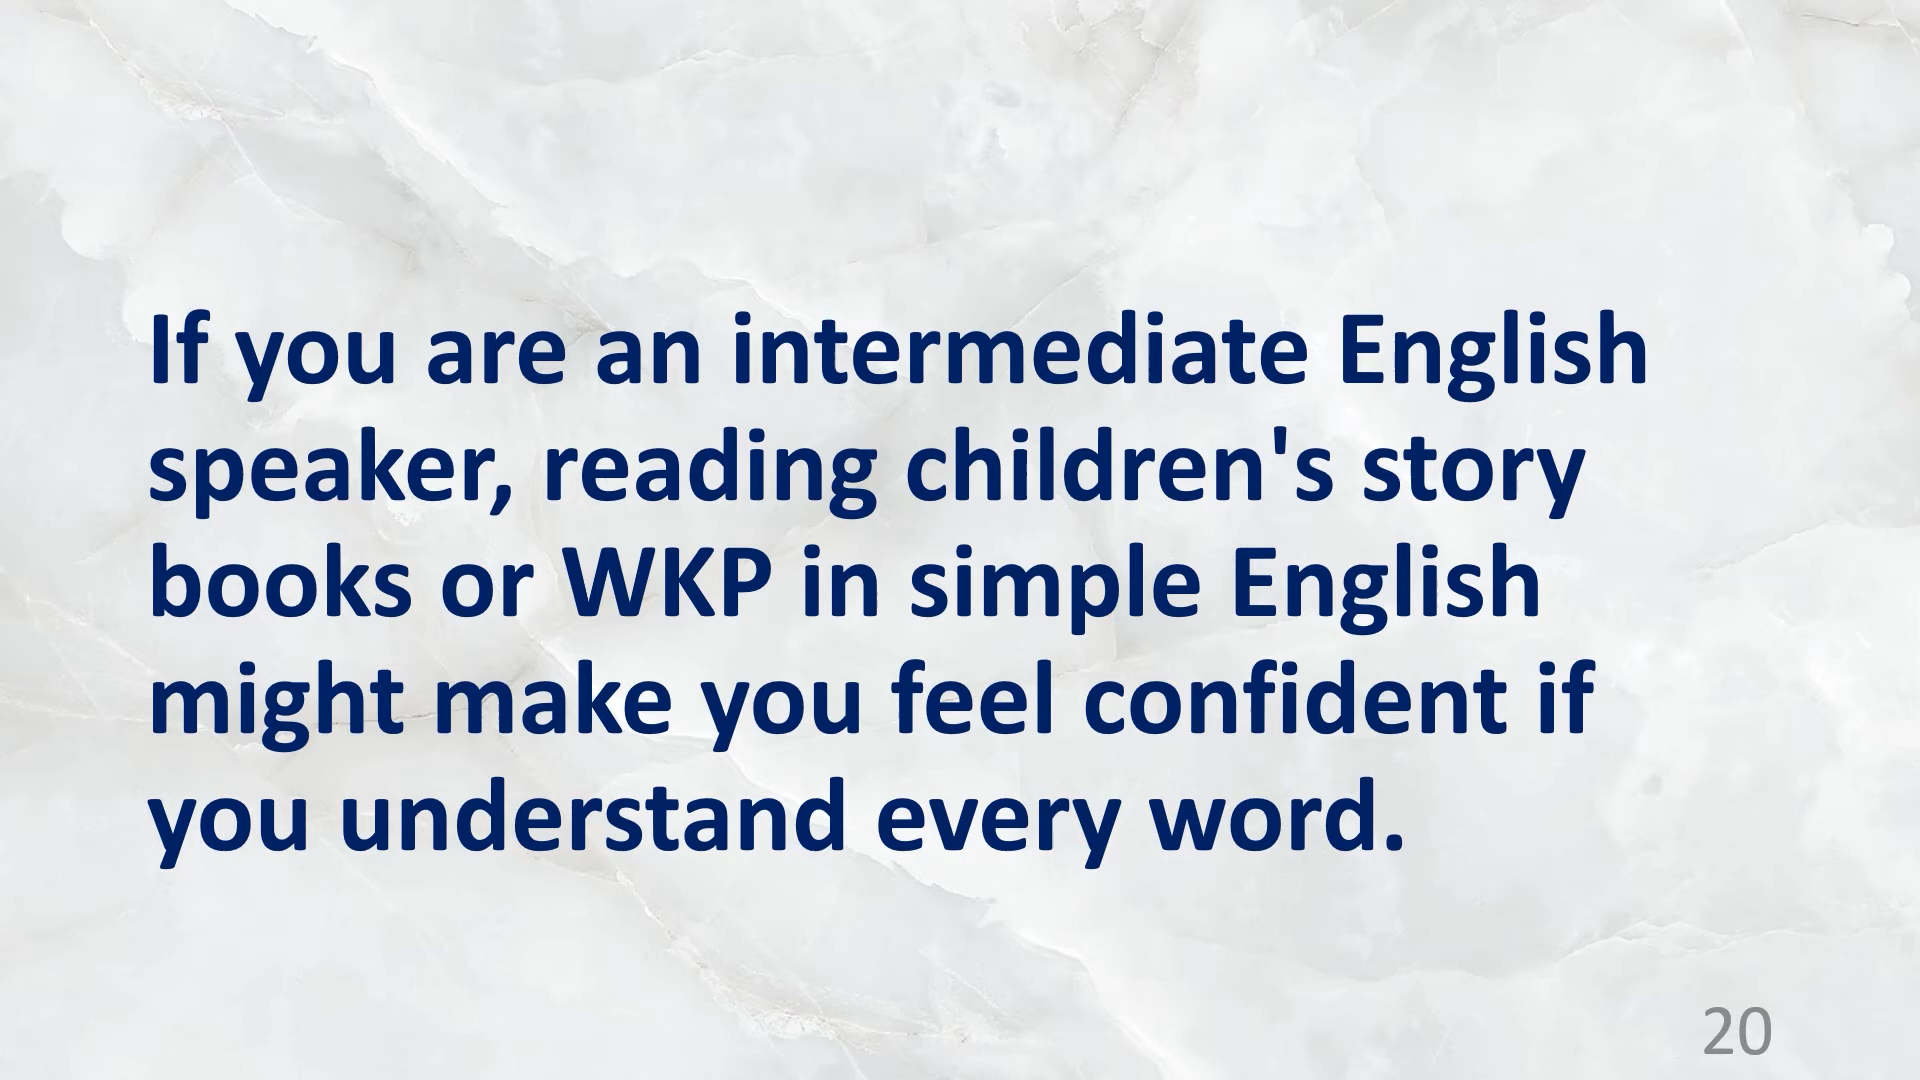 If you are an intermediate English
speaker, reading children's story
books or WKP in simple English
might make you feel confident if
you understand every word.
20